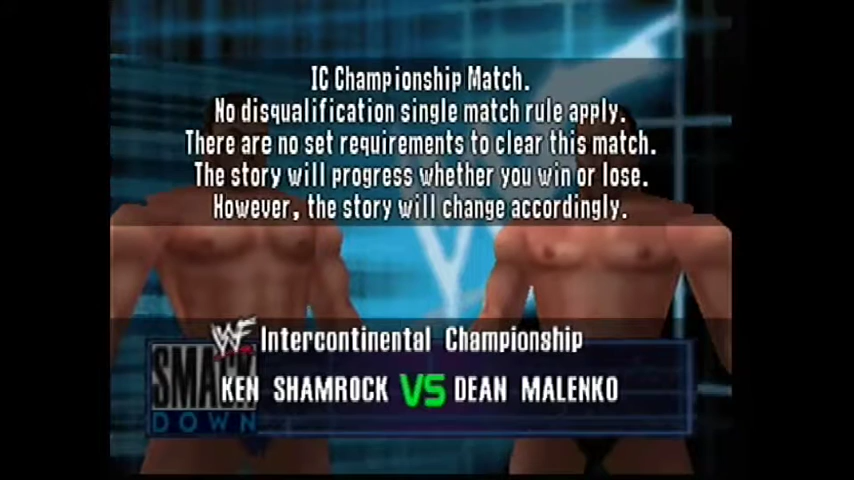 IC Championship Match.
No disqualification single match rule apply.
There are no set requirements to clear this match.
The story will progress whether you win or lose.
However, the story will change accordingly.
WF Intercontinental Championship
SMACK
DOWN
KEN SHAMROCK VS DEAN MALENKO